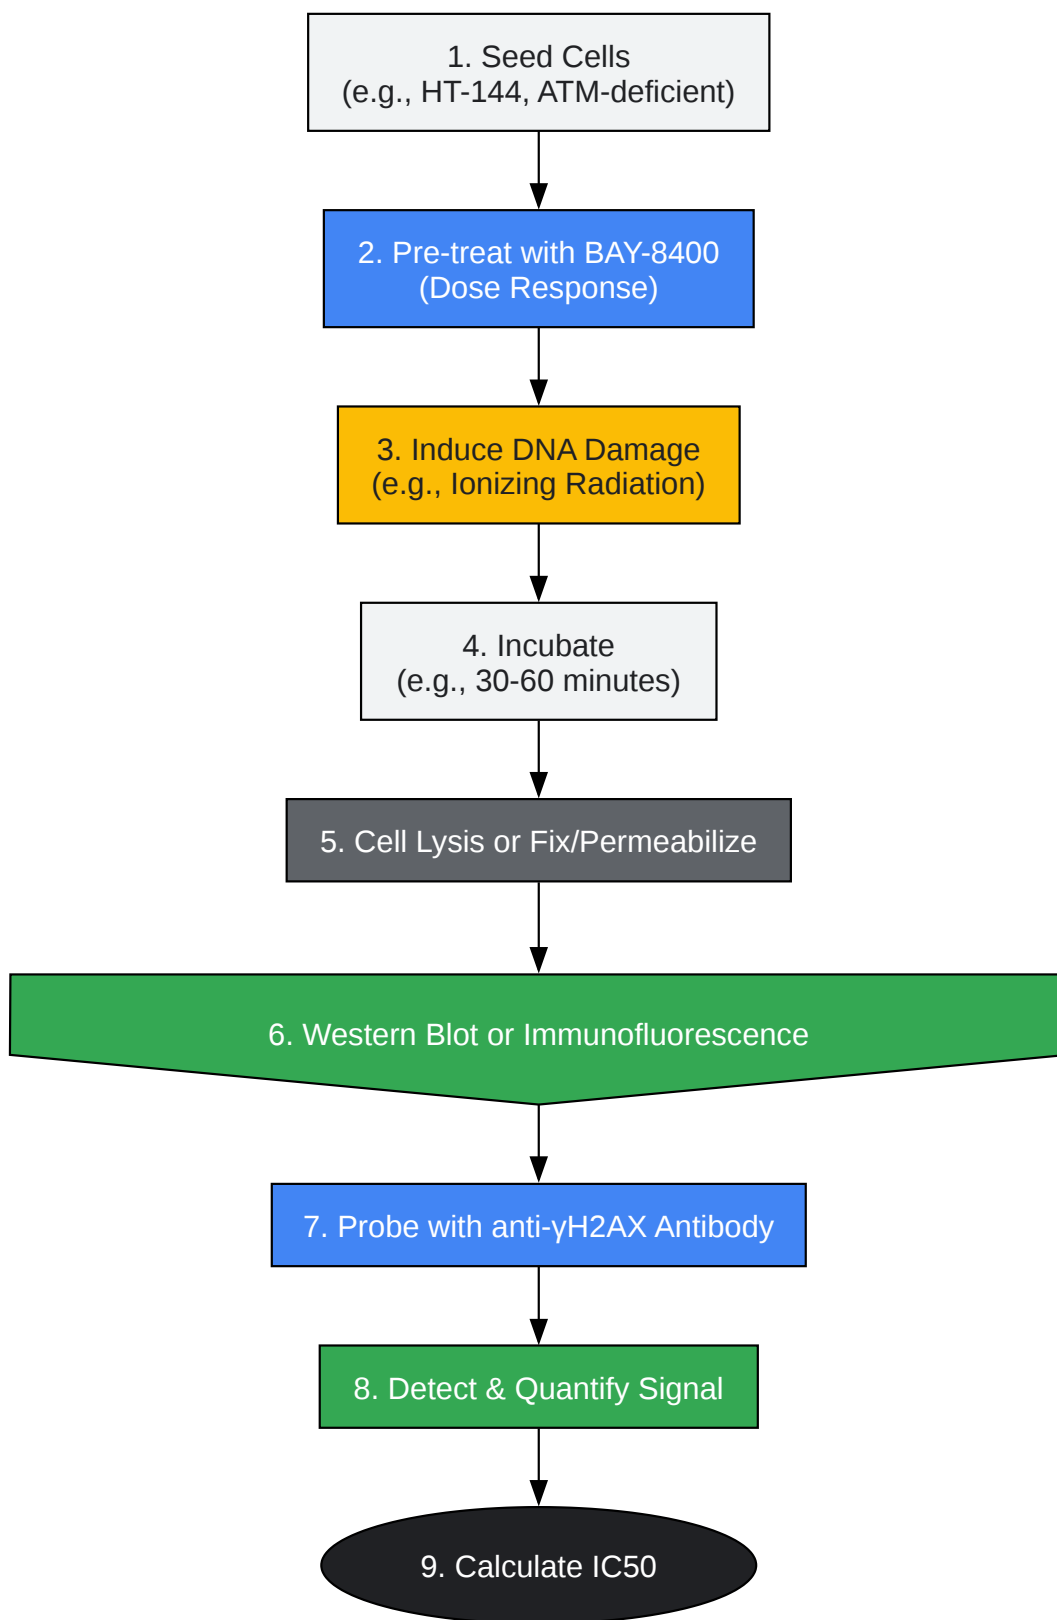 1. Seed Cells
(e.g., HT-144, ATM-deficient)
2. Pre-treat with BAY-8400
(Dose Response)
3. Induce DNA Damage
(e.g., Ionizing Radiation)
4. Incubate
(e.g., 30-60 minutes)
5. Cell Lysis or Fix/Permeabilize
6. Western Blot or Immunofluorescence
7. Probe with anti-γH2AX Antibody
8. Detect & Quantify Signal
9. Calculate IC50